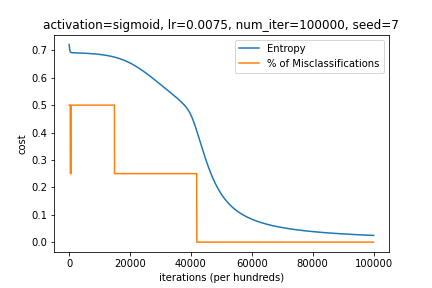 activation=sigmoid, lr=0.0075, num_iter=100000, seed=7
Entropy
% of Misclassifications
cost
0.7
0.6
0.5
0.4
0.3
0.2
0.1
0.0
0 20000 40000 60000 80000 100000
iterations (per hundreds)